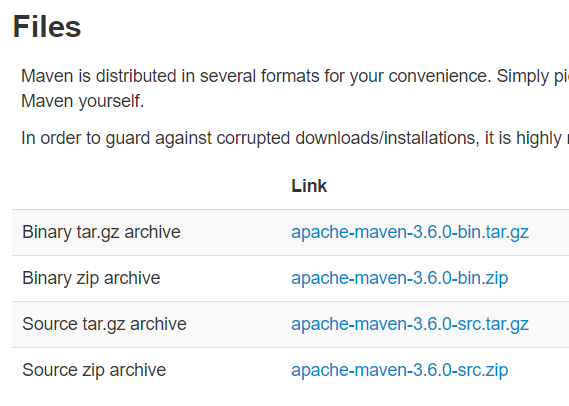 Files
Maven is distributed in several formats for your convenience. Simply
Maven yourself.
In order to guard against corrupted downloads/installations, it is highly
Link
Binary tar.gz archive apache-maven-3.6.0-bin.tar.gz
Binary zip archive apache-maven-3.6.0-bin.zip
Source tar.gz archive apache-maven-3.6.0-src.tar.gz
Source zip archive apache-maven-3.6.0-src.zip